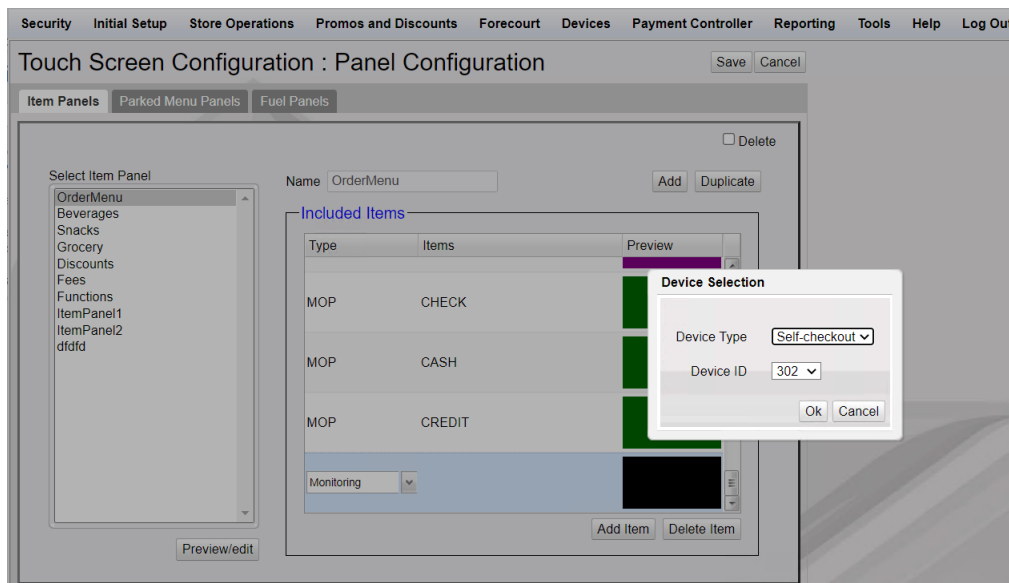 Security Initial Setup Store Operations Promos and Discounts Forecourt Devices Payment Controller Reporting Tools Help Log Ou
Touch Screen Configuration : Panel Configuration Save Cancel
Item Panels Parked Menu Panels Fuel Panels
Delete
Select Item Panel
OrderMenu
Beverages
Snacks
Grocery
Discounts
Fees
Functions
ItemPanel1
ItemPanel2
dfdfd
Preview/edit
Name OrderMenu Add Duplicate
Included Items
Type Items Preview
MOP CHECK
MOP CASH
MOP CREDIT
Monitoring
Add Item Delete Item
Device Selection
Device Type Self-checkout
Device ID 302
Ok Cancel